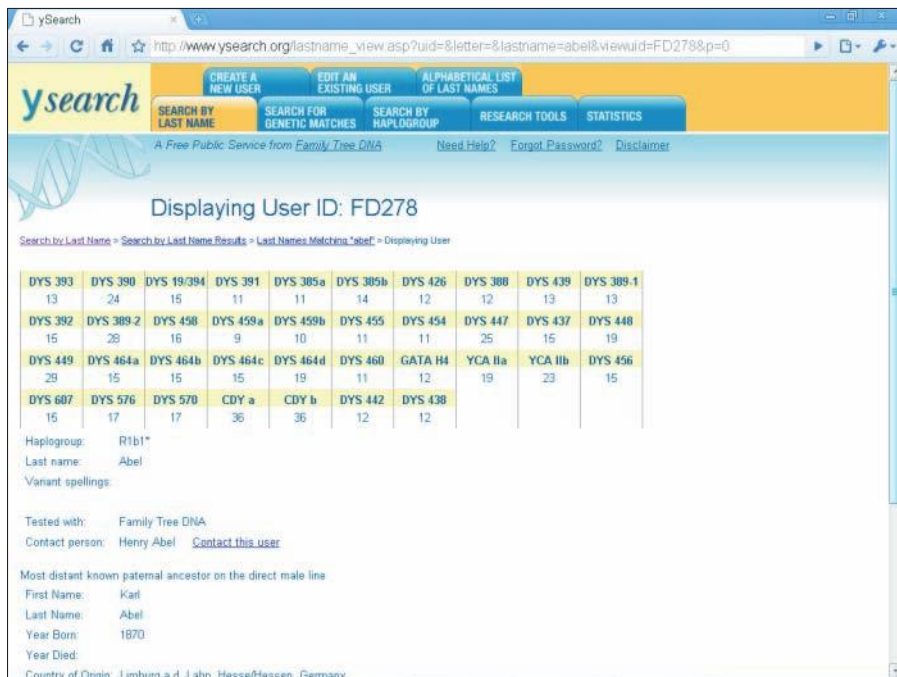 ySearch
http://www.ysearch.org/lastname_view.asp?uid=&letter=&lastname=abel&viewuid=FD278&p=0
ysearch
CREATE A NEW USER EDIT AN EXISTING USER ALPHABETICAL LIST OF LAST NAMES
SEARCH BY LAST NAME SEARCH FOR GENETIC MATCHES SEARCH BY HAPLOGROUP RESEARCH TOOLS STATISTICS
A Free Public Service from Family Tree DNA Need Help? Forgot Password? Disclaimer
Displaying User ID: FD278
Search by Last Name > Search by Last Name Results > Last Names Matching "abel" > Displaying User
DYS 393 DYS 390 DYS 19/394 DYS 391 DYS 385a DYS 385b DYS 426 DYS 388 DYS 439 DYS 389-1
13 24 15 11 11 14 12 12 13 13
DYS 392 DYS 389-2 DYS 458 DYS 459a DYS 459b DYS 455 DYS 454 DYS 447 DYS 437 DYS 448
15 28 16 9 10 11 11 25 15 19
DYS 449 DYS 464a DYS 464b DYS 464c DYS 464d DYS 460 GATA H4 YCA IIa YCA IIb DYS 456
29 15 15 15 19 11 12 19 23 15
DYS 607 DYS 576 DYS 570 CDY a CDY b DYS 442 DYS 438
15 17 17 36 36 12 12
Haplogroup: R1b1*
Last name: Abel
Variant spellings:
Tested with: Family Tree DNA
Contact person: Henry Abel Contact this user
Most distant known paternal ancestor on the direct male line
First Name: Karl
Last Name: Abel
Year Born: 1870
Year Died:
Country of Origin: Limburg a.d. Lahn, Hesse/Hessen, Germany